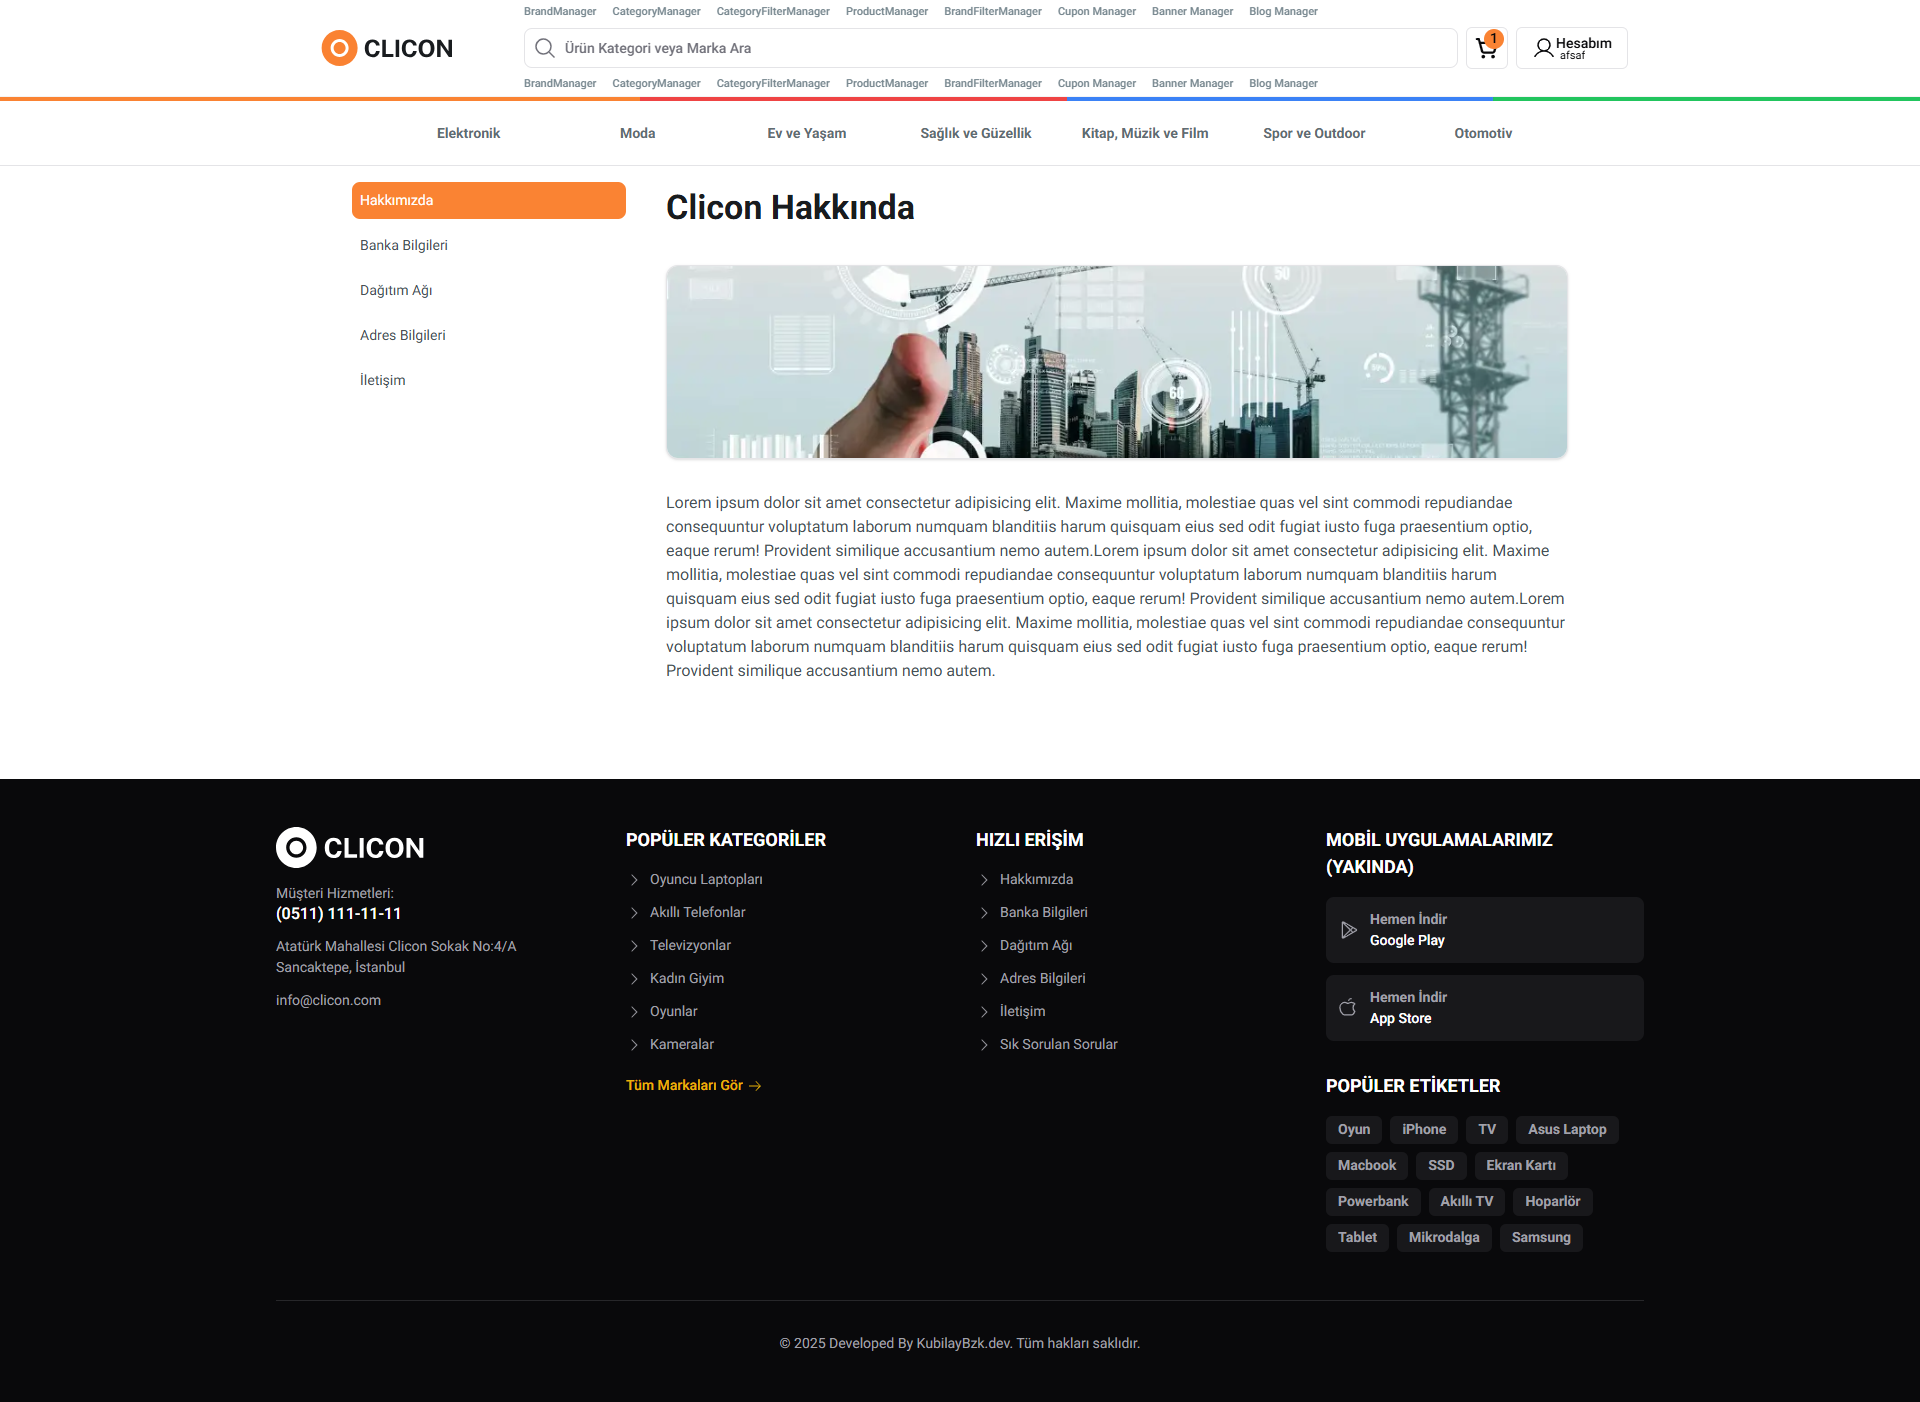 BrandManager CategoryManager CategoryFilterManager ProductManager BrandFilterManager Cupon Manager Banner Manager Blog Manager
CLICON
Ürün Kategori veya Marka Ara
1
Hesabım
afsaf
BrandManager CategoryManager CategoryFilterManager ProductManager BrandFilterManager Cupon Manager Banner Manager Blog Manager
Elektronik Moda Ev ve Yaşam Sağlık ve Güzellik Kitap, Müzik ve Film Spor ve Outdoor Otomotiv
Hakkımızda
Banka Bilgileri
Dağıtım Ağı
Adres Bilgileri
İletişim
Clicon Hakkında
50
60
Lorem ipsum dolor sit amet consectetur adipisicing elit. Maxime mollitia, molestiae quas vel sint commodi repudiandae
consequuntur voluptatum laborum numquam blanditiis harum quisquam eius sed odit fugiat iusto fuga praesentium optio,
eaque rerum! Provident similique accusantium nemo autem.Lorem ipsum dolor sit amet consectetur adipisicing elit. Maxime
mollitia, molestiae quas vel sint commodi repudiandae consequuntur voluptatum laborum numquam blanditiis harum
quisquam eius sed odit fugiat iusto fuga praesentium optio, eaque rerum! Provident similique accusantium nemo autem.Lorem
ipsum dolor sit amet consectetur adipisicing elit. Maxime mollitia, molestiae quas vel sint commodi repudiandae consequuntur
voluptatum laborum numquam blanditiis harum quisquam eius sed odit fugiat iusto fuga praesentium optio, eaque rerum!
Provident similique accusantium nemo autem.
CLICON
Müşteri Hizmetleri:
(0511) 111-11-11
Atatürk Mahallesi Clicon Sokak No:4/A
Sancaktepe, İstanbul
info@clicon.com
POPÜLER KATEGORİLER
Oyuncu Laptopları
Akıllı Telefonlar
Televizyonlar
Kadın Giyim
Oyunlar
Kameralar
Tüm Markaları Gör
HIZLI ERİŞİM
Hakkımızda
Banka Bilgileri
Dağıtım Ağı
Adres Bilgileri
İletişim
Sık Sorulan Sorular
MOBİL UYGULAMALARIMIZ
(YAKINDA)
Hemen İndir
Google Play
Hemen İndir
App Store
POPÜLER ETİKETLER
Oyun iPhone TV Asus Laptop
Macbook SSD Ekran Kartı
Powerbank Akıllı TV Hoparlör
Tablet Mikrodalga Samsung
© 2025 Developed By KubilayBzk.dev. Tüm hakları saklıdır.